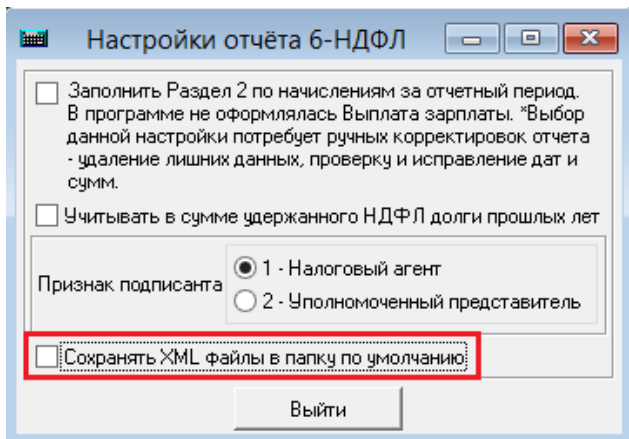 Настройки отчёта 6-НДФЛ
Заполнить Раздел 2 по начислениям за отчетный период.
В программе не оформлялась Выплата зарплаты. *Выбор
данной настройки потребует ручных корректировок отчета
- удаление лишних данных, проверку и исправление дат и
сумм.
Учитывать в сумме удержанного НДФЛ долги прошлых лет
Признак подписанта
1 - Налоговый агент
2 - Уполномоченный представитель
Сохранять XML файлы в папку по умолчанию
Выйти